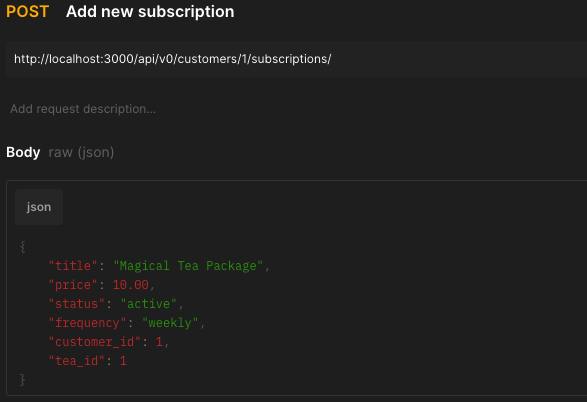 POST Add new subscription
http://localhost:3000/api/v0/customers/1/subscriptions/
Add request description...
Body raw (json)
json
{
    "title": "Magical Tea Package",
    "price": 10.00,
    "status": "active",
    "frequency": "weekly",
    "customer_id": 1,
    "tea_id": 1
}